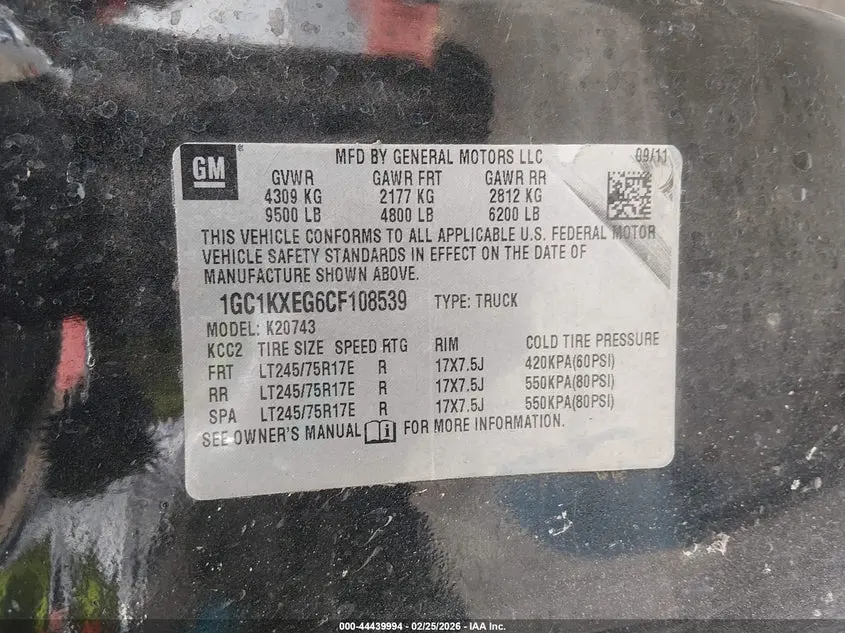 GM
MFD BY GENERAL MOTORS LLC 09/11
GVWR GAWR FRT GAWR RR
4309 KG 2177 KG 2812 KG
9500 LB 4800 LB 6200 LB
THIS VEHICLE CONFORMS TO ALL APPLICABLE U.S. FEDERAL MOTOR
VEHICLE SAFETY STANDARDS IN EFFECT ON THE DATE OF
MANUFACTURE SHOWN ABOVE.
1GC1KXEG6CF108539 TYPE: TRUCK
MODEL: K20743
KCC2 TIRE SIZE SPEED RTG RIM COLD TIRE PRESSURE
FRT LT245/75R17E R 17X7.5J 420KPA(60PSI)
RR LT245/75R17E R 17X7.5J 550KPA(80PSI)
SPA LT245/75R17E R 17X7.5J 550KPA(80PSI)
SEE OWNER'S MANUAL FOR MORE INFORMATION.
000-44439994 - 02/25/2026 - IAA Inc.